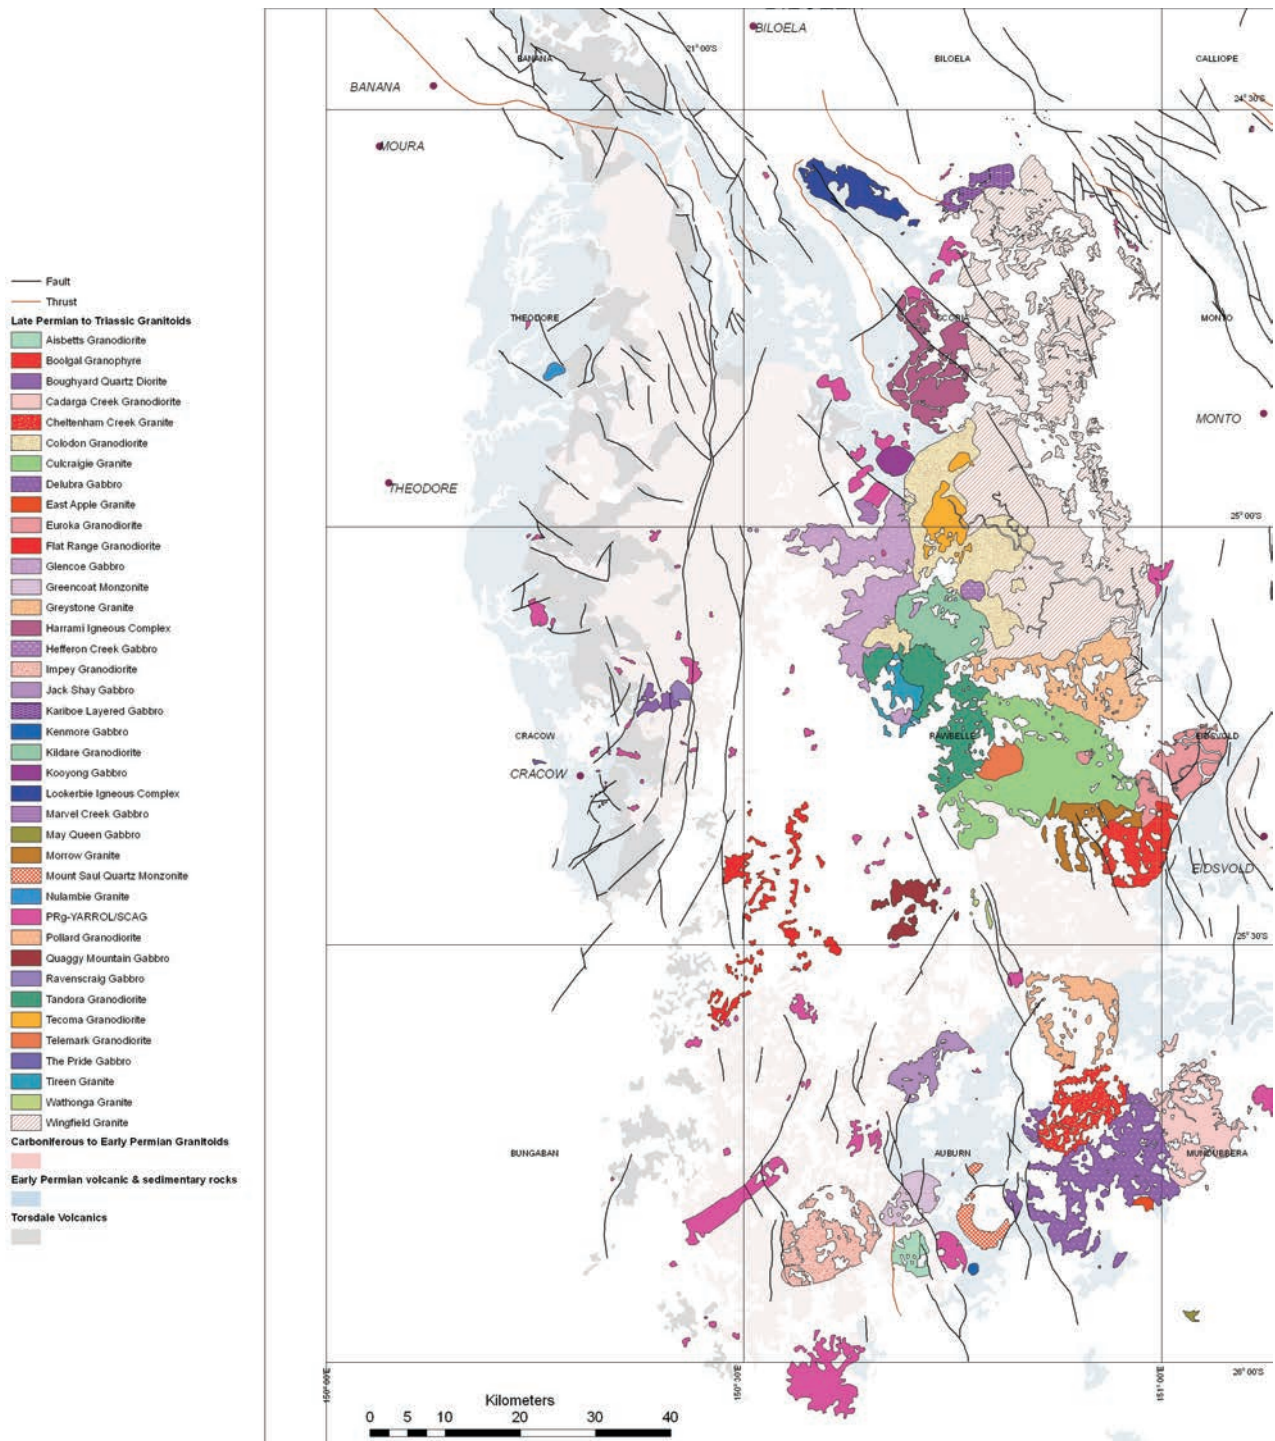 BILOELA
21° 00'S
BANANA
BILOELA
CALLIOPE
BANANA
24° 30'S
MOURA
Fault
Thrust
Late Permian to Triassic Granitoids
Aisbetts Granodiorite
Boolgal Granophyre
Boughyard Quartz Diorite
Cadarga Creek Granodiorite
Cheltenham Creek Granite
Colodon Granodiorite
Culcraigie Granite
Delubra Gabbro
East Apple Granite
Euroka Granodiorite
Flat Range Granodiorite
Glencoe Gabbro
Greencoat Monzonite
Greystone Granite
Harrami Igneous Complex
Hefferon Creek Gabbro
Impey Granodiorite
Jack Shay Gabbro
Kariboe Layered Gabbro
Kenmore Gabbro
Kildare Granodiorite
Kooyong Gabbro
Lookerbie Igneous Complex
Marvel Creek Gabbro
May Queen Gabbro
Morrow Granite
Mount Saul Quartz Monzonite
Nulambie Granite
PRg-YARROL/SCAG
Pollard Granodiorite
Quaggy Mountain Gabbro
Ravenscraig Gabbro
Tandora Granodiorite
Tecoma Granodiorite
Telemark Granodiorite
The Pride Gabbro
Tireen Granite
Wathonga Granite
Wingfield Granite
Carboniferous to Early Permian Granitoids
Early Permian volcanic & sedimentary rocks
Torsdale Volcanics
THEODORE
SCORIA
MONTO
MONTO
THEODORE
25° 00'S
CRACOW
RAWBELLE
EIDSVOLD
CRACOW
EIDSVOLD
25° 30'S
BUNGABAN
AUBURN
MUNDUBBERA
150° 00'E
150° 30'E
151° 00'E
26° 00'S
Kilometers
0 5 10 20 30 40